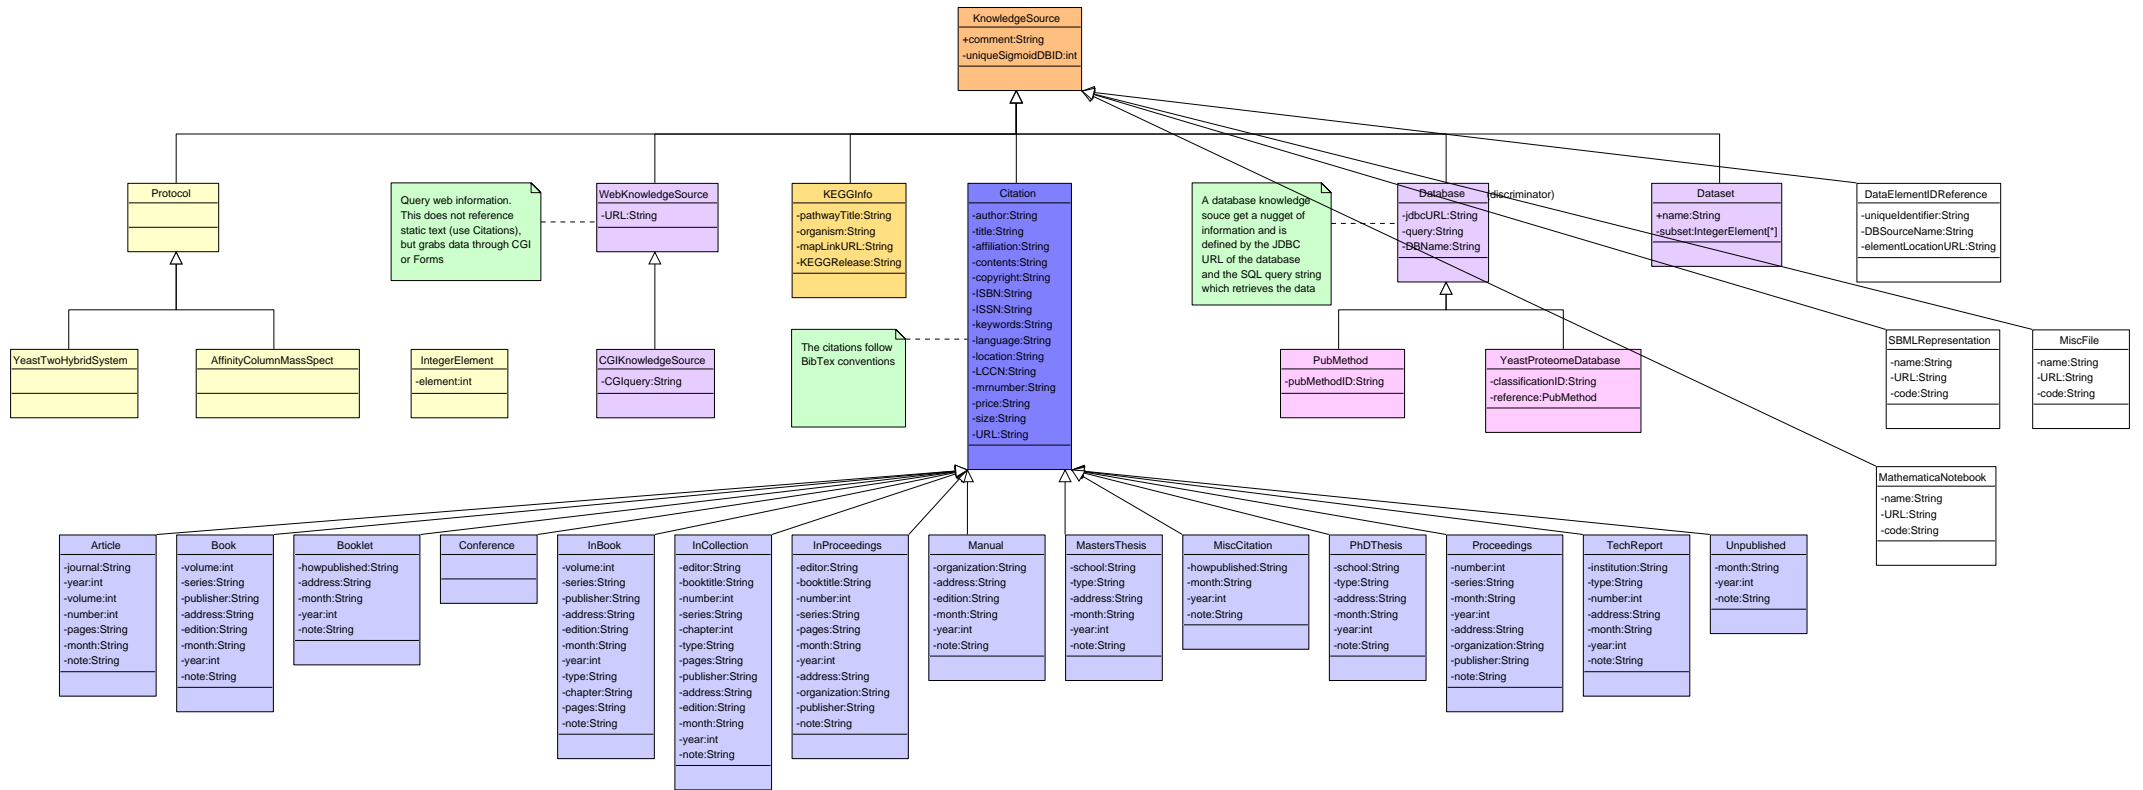 KnowledgeSource
+comment:String
-uniqueSigmoidDBID:int
Protocol
Query web information.
This does not reference
static text (use Citations),
but grabs data through CGI
or Forms
WebKnowledgeSource
-URL:String
KEGGInfo
-pathwayTitle:String
-organism:String
-mapLinkURL:String
-KEGGRelease:String
Citation
-author:String
-title:String
-affiliation:String
-contents:String
-copyright:String
-ISBN:String
-ISSN:String
-keywords:String
-language:String
-location:String
-LCCN:String
-mrnumber:String
-price:String
-size:String
-URL:String
A database knowledge
souce get a nugget of
information and is
defined by the JDBC
URL of the database
and the SQL query string
which retrieves the data
Database
-jdbcURL:String
-query:String
-DBName:String
(discriminator)
Dataset
+name:String
-subset:IntegerElement[*]
DataElementIDReference
-uniqueIdentifier:String
-DBSourceName:String
-elementLocationURL:String
YeastTwoHybridSystem
AffinityColumnMassSpect
IntegerElement
-element:int
CGIKnowledgeSource
-CGIquery:String
The citations follow
BibTex conventions
PubMethod
-pubMethodID:String
YeastProteomeDatabase
-classificationID:String
-reference:PubMethod
SBMLRepresentation
-name:String
-URL:String
-code:String
MiscFile
-name:String
-URL:String
-code:String
MathematicaNotebook
-name:String
-URL:String
-code:String
Article
-journal:String
-year:int
-volume:int
-number:int
-pages:String
-month:String
-note:String
Book
-volume:int
-series:String
-publisher:String
-address:String
-edition:String
-month:String
-year:int
-note:String
Booklet
-howpublished:String
-address:String
-month:String
-year:int
-note:String
Conference
InBook
-volume:int
-series:String
-publisher:String
-address:String
-edition:String
-month:String
-year:int
-type:String
-chapter:String
-pages:String
-note:String
InCollection
-editor:String
-booktitle:String
-number:int
-series:String
-chapter:int
-type:String
-pages:String
-publisher:String
-address:String
-edition:String
-month:String
-year:int
-note:String
InProceedings
-editor:String
-booktitle:String
-number:int
-series:String
-pages:String
-month:String
-year:int
-address:String
-organization:String
-publisher:String
-note:String
Manual
-organization:String
-address:String
-edition:String
-month:String
-year:int
-note:String
MastersThesis
-school:String
-type:String
-address:String
-month:String
-year:int
-note:String
MiscCitation
-howpublished:String
-month:String
-year:int
-note:String
PhDThesis
-school:String
-type:String
-address:String
-month:String
-year:int
-note:String
Proceedings
-number:int
-series:String
-month:String
-year:int
-address:String
-organization:String
-publisher:String
-note:String
TechReport
-institution:String
-type:String
-number:int
-address:String
-month:String
-year:int
-note:String
Unpublished
-month:String
-year:int
-note:String